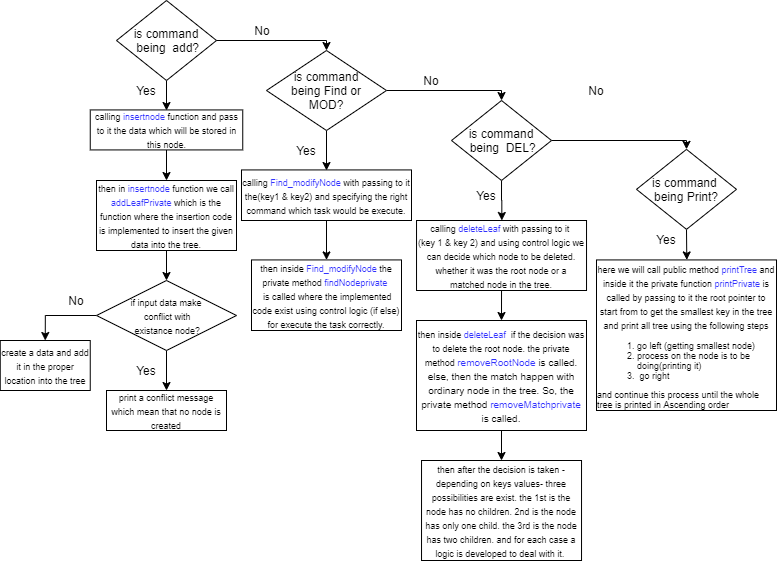 is command
being  add?
No
Yes
calling insertnode function and pass
to it the data which will be stored in
this node.
then in insertnode function we call
addLeafPrivate which is the
function where the insertion code
is implemented to insert the given
data into the tree.
if input data make
conflict with
existance node?
No
create a data and add
it in the proper
location into the tree
Yes
print a conflict message
which mean that no node is
created
is command
being Find or
MOD?
No
Yes
calling Find_modifyNode with passing to it
the(key1 & key2) and specifying the right
command which task would be execute.
then inside Find_modifyNode the
private method findNodeprivate
is called where the implemented
code exist using control logic (if else)
for execute the task correctly.
is command
being  DEL?
No
Yes
calling deleteLeaf with passing to it
(key 1 & key 2) and using control logic we
can decide which node to be deleted.
whether it was the root node or a
matched node in the tree.
then inside deleteLeaf  if the decision was
to delete the root node. the private
method removeRootNode is called.
else, then the match happen with
ordinary node in the tree. So, the
private method removeMatchprivate
is called.
then after the decision is taken -
depending on keys values- three
possibilities are exist. the 1st is the
node has no children. 2nd is the node
has only one child. the 3rd is the node
has two children. and for each case a
logic is developed to deal with it.
is command
being Print?
Yes
here we will call public method printTree and
inside it the private function printPrivate is
called by passing to it the root pointer to
start from to get the smallest key in the tree
and print all tree using the following steps
1. go left (getting smallest node)
2. process on the node is to be
doing(printing it)
3.  go right
and continue this process until the whole
tree is printed in Ascending order